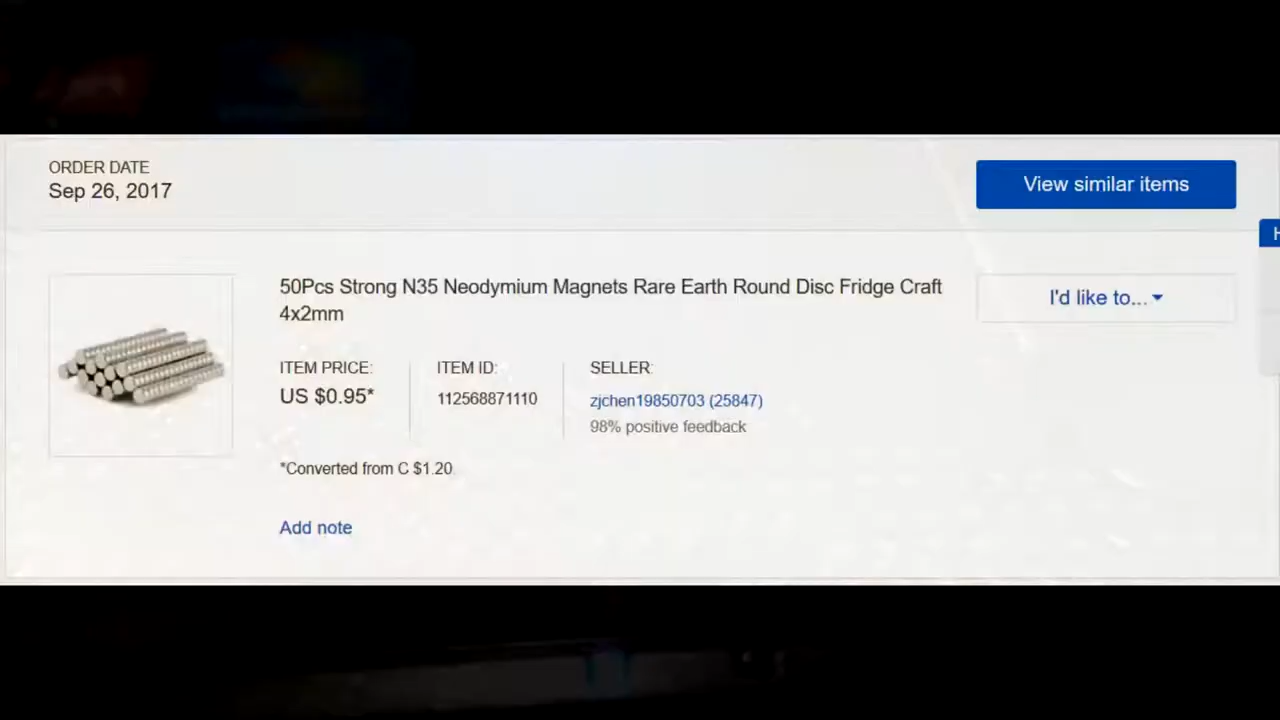 ORDER DATE
Sep 26, 2017
View similar items
H
50Pcs Strong N35 Neodymium Magnets Rare Earth Round Disc Fridge Craft
4x2mm
I'd like to...
ITEM PRICE:
US $0.95*
ITEM ID:
112568871110
SELLER:
zjchen19850703 (25847)
98% positive feedback
*Converted from C $1.20
Add note